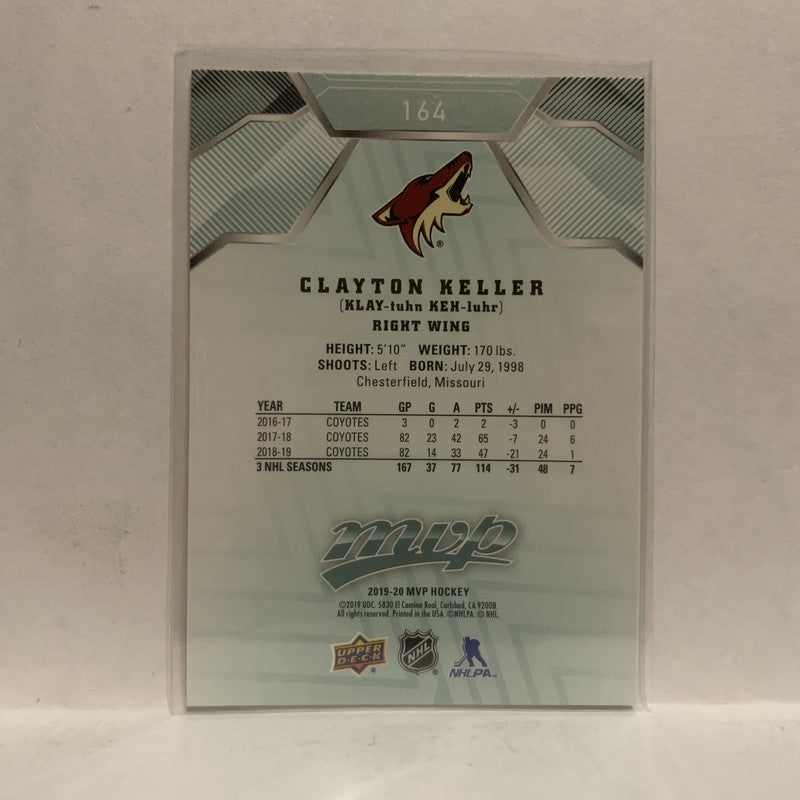 164
®
CLAYTON KELLER
(KLAY-tuhn KEH-luhr)
RIGHT WING
HEIGHT: 5'10" WEIGHT: 170 lbs.
SHOOTS: Left BORN: July 29, 1998
Chesterfield, Missouri
YEAR TEAM GP G A PTS +/- PIM PPG
2016-17 COYOTES 3 0 2 2 -3 0 0
2017-18 COYOTES 82 23 42 65 -7 24 6
2018-19 COYOTES 82 14 33 47 -21 24 1
3 NHL SEASONS 167 37 77 114 -31 48 7
mvp
2019-20 MVP HOCKEY
©2019 UDC. 5830 El Camino Real, Carlsbad, CA 92008.
All rights reserved. Printed in the USA. ©NHLPA. © NHL.
UPPER DECK® NHL® NHLPA™